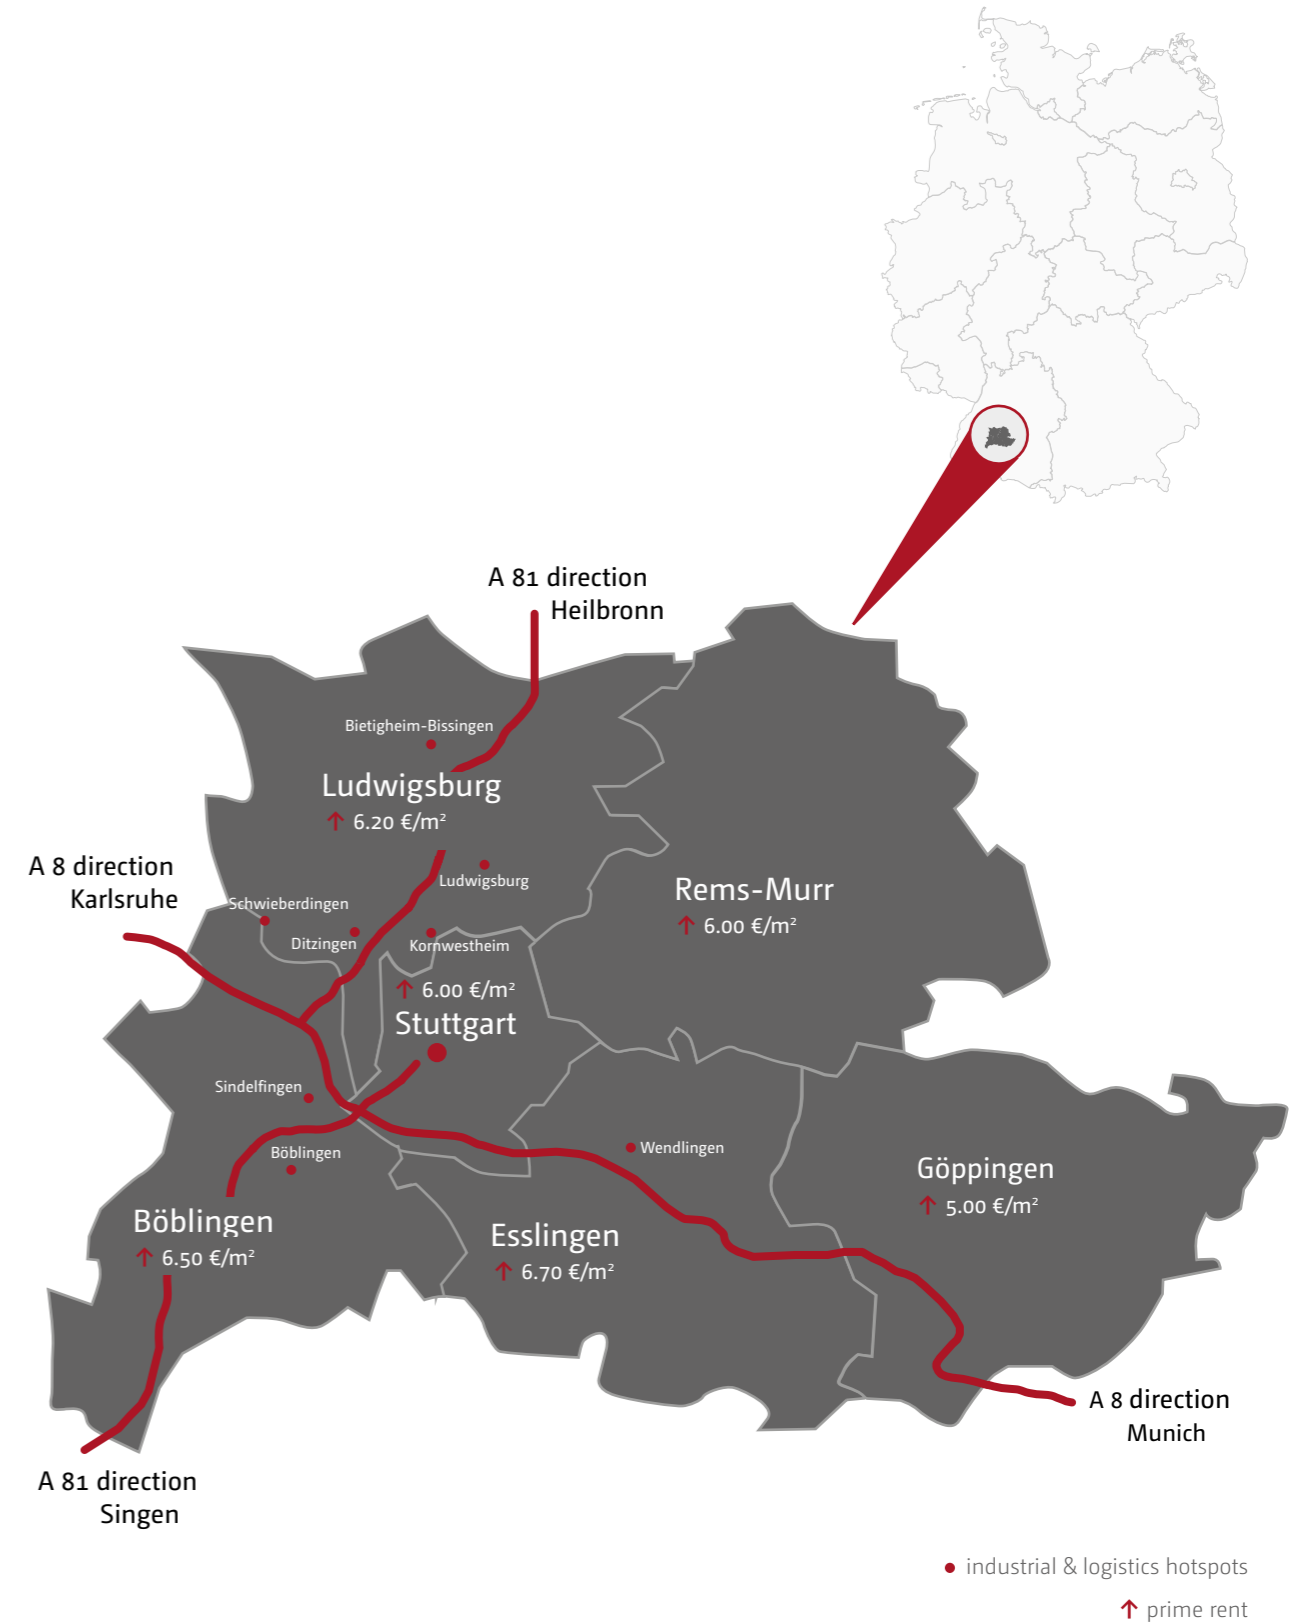 A 81 direction
Heilbronn
Bietigheim-Bissingen
Ludwigsburg
↑ 6.20 €/m²
A 8 direction
Karlsruhe
Ludwigsburg
Schwieberdingen
Ditzingen
Kornwestheim
Rems-Murr
↑ 6.00 €/m²
↑ 6.00 €/m²
Stuttgart
Sindelfingen
Böblingen
Wendlingen
Göppingen
↑ 5.00 €/m²
Böblingen
↑ 6.50 €/m²
Esslingen
↑ 6.70 €/m²
A 8 direction
Munich
A 81 direction
Singen
industrial & logistics hotspots
↑ prime rent